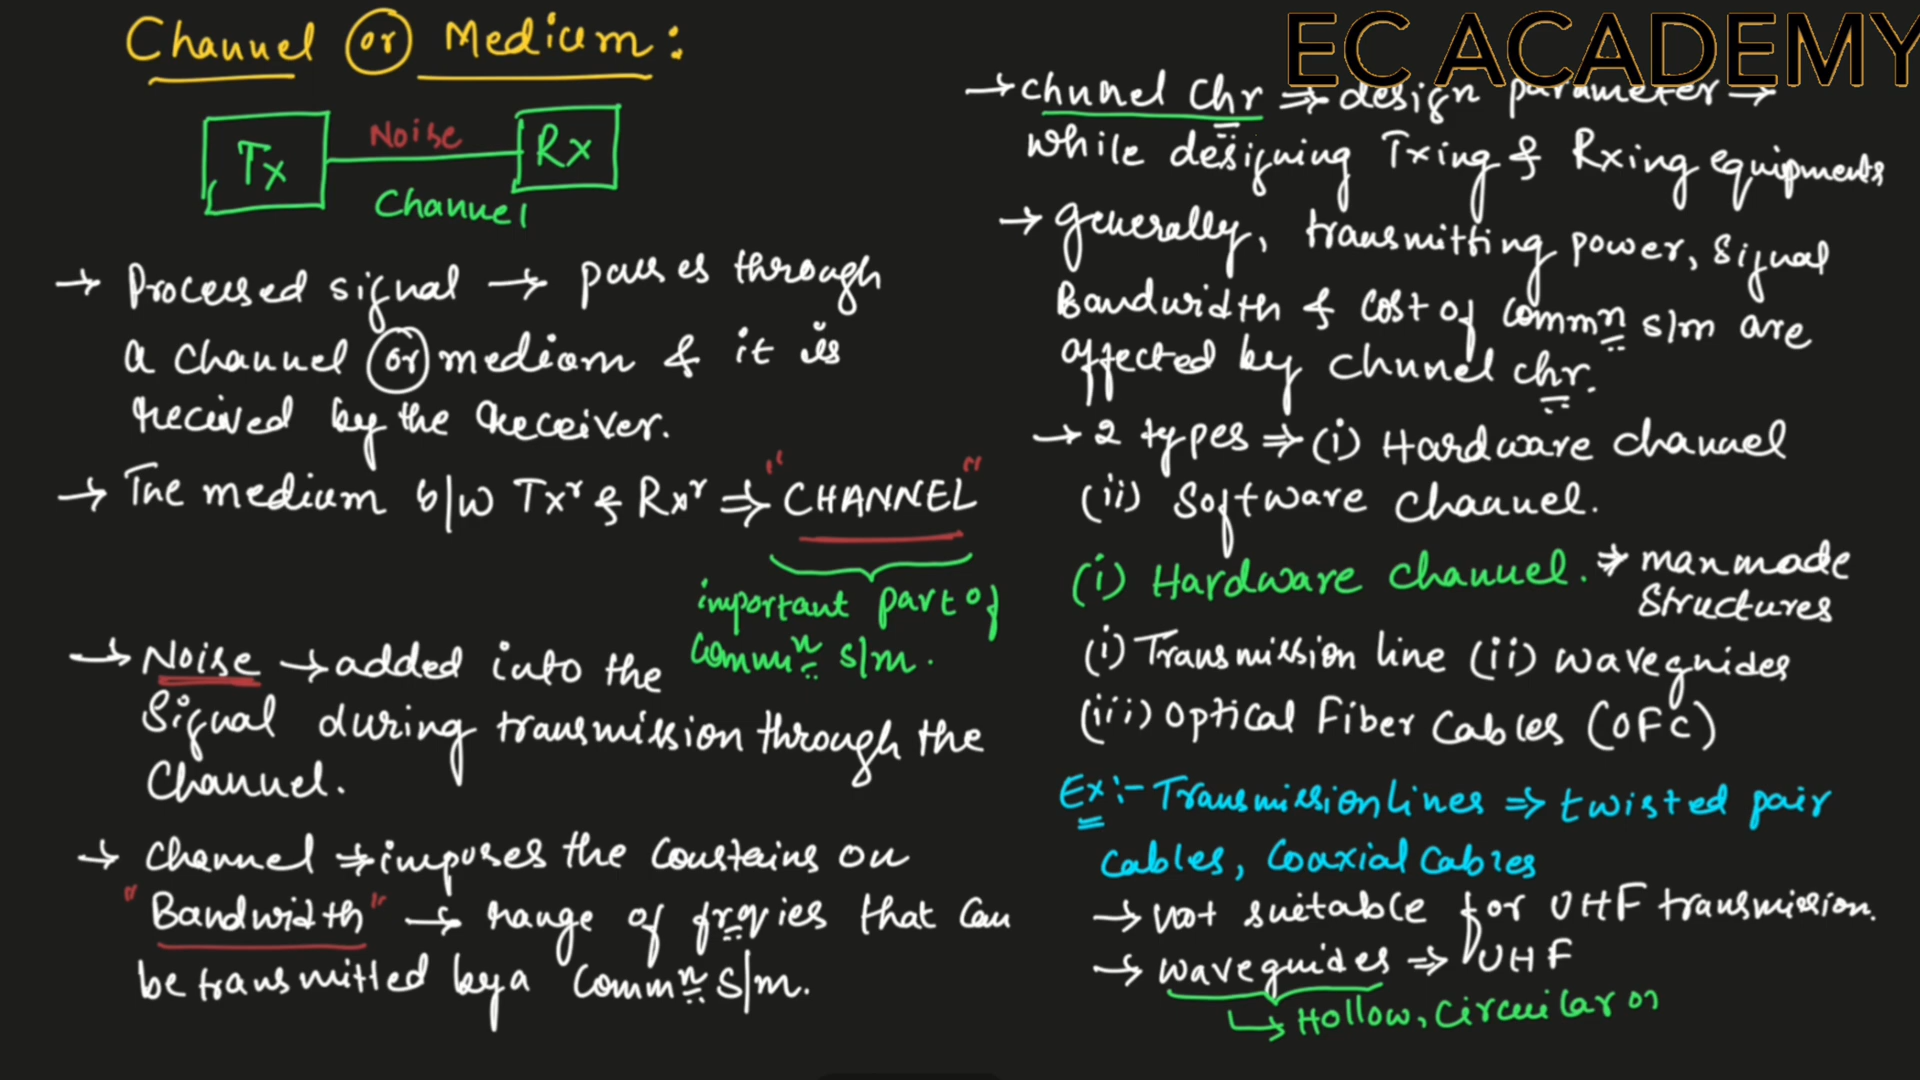 Channel or Medium:
Tx
Noise
Rx
Channel
→ Processed signal → passes through
a channel or medium & it is
received by the receiver.
→ The medium b/w Txr & Rxr ⇒ "CHANNEL"
important part of
commn s/m.
→ Noise → added into the
signal during transmission through the
Channel.
→ channel ⇒ imposes the constains on
"Bandwidth" → range of frqies that can
be transmitted by a commn s/m.
EC ACADEMY
→ chnnel chr ⇒ design parameter →
while designing Txing & Rxing equipments
→ generally, transmitting power, signal
Bandwidth & cost of commn s/m are
affected by chnnel chr.
→ 2 types ⇒ (i) Hardware channel
(ii) Software channel.
(i) Hardware channel. ⇒ manmade
structures
(i) Transmission line (ii) waveguides
(iii) Optical Fiber Cables (OFC)
Ex:- Transmission lines ⇒ twisted pair
cables, coaxial cables
→ not suitable for UHF transmission.
→ waveguides ⇒ UHF
↳ Hollow, circular or